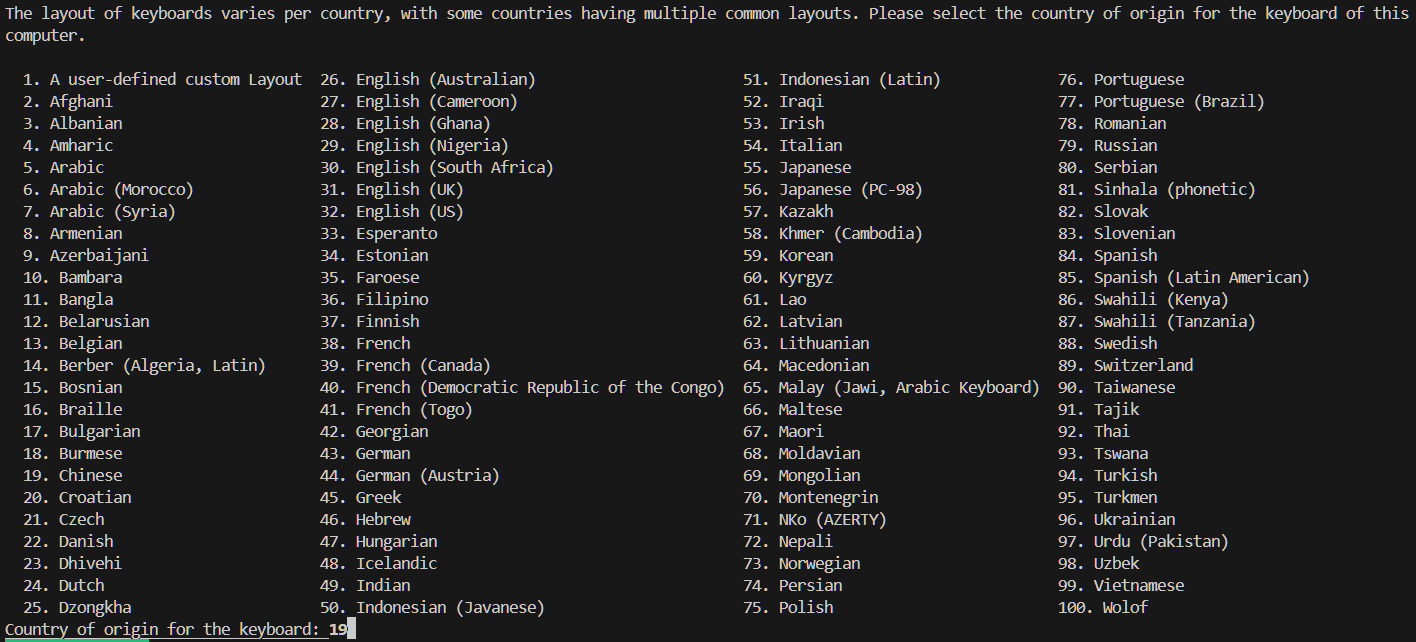 The layout of keyboards varies per country, with some countries having multiple common layouts. Please select the country of origin for the keyboard of this
computer.
1. A user-defined custom Layout 26. English (Australian) 51. Indonesian (Latin) 76. Portuguese
2. Afghani 27. English (Cameroon) 52. Iraqi 77. Portuguese (Brazil)
3. Albanian 28. English (Ghana) 53. Irish 78. Romanian
4. Amharic 29. English (Nigeria) 54. Italian 79. Russian
5. Arabic 30. English (South Africa) 55. Japanese 80. Serbian
6. Arabic (Morocco) 31. English (UK) 56. Japanese (PC-98) 81. Sinhala (phonetic)
7. Arabic (Syria) 32. English (US) 57. Kazakh 82. Slovak
8. Armenian 33. Esperanto 58. Khmer (Cambodia) 83. Slovenian
9. Azerbaijani 34. Estonian 59. Korean 84. Spanish
10. Bambara 35. Faroese 60. Kyrgyz 85. Spanish (Latin American)
11. Bangla 36. Filipino 61. Lao 86. Swahili (Kenya)
12. Belarusian 37. Finnish 62. Latvian 87. Swahili (Tanzania)
13. Belgian 38. French 63. Lithuanian 88. Swedish
14. Berber (Algeria, Latin) 39. French (Canada) 64. Macedonian 89. Switzerland
15. Bosnian 40. French (Democratic Republic of the Congo) 65. Malay (Jawi, Arabic Keyboard) 90. Taiwanese
16. Braille 41. French (Togo) 66. Maltese 91. Tajik
17. Bulgarian 42. Georgian 67. Maori 92. Thai
18. Burmese 43. German 68. Moldavian 93. Tswana
19. Chinese 44. German (Austria) 69. Mongolian 94. Turkish
20. Croatian 45. Greek 70. Montenegrin 95. Turkmen
21. Czech 46. Hebrew 71. NKo (AZERTY) 96. Ukrainian
22. Danish 47. Hungarian 72. Nepali 97. Urdu (Pakistan)
23. Dhivehi 48. Icelandic 73. Norwegian 98. Uzbek
24. Dutch 49. Indian 74. Persian 99. Vietnamese
25. Dzongkha 50. Indonesian (Javanese) 75. Polish 100. Wolof
Country of origin for the keyboard: 19